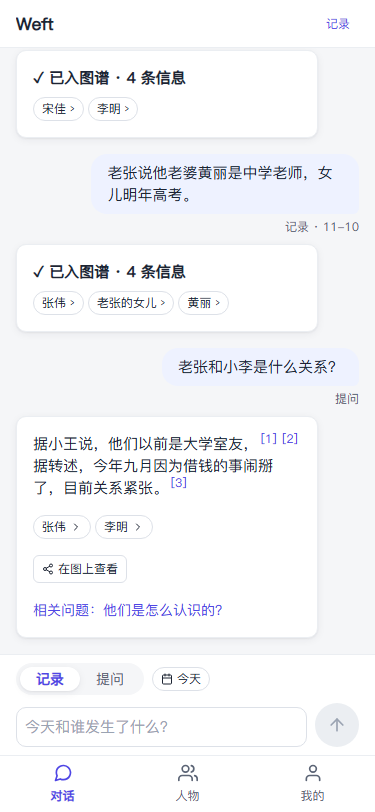 Weft
记录
✓ 已入图谱 · 4 条信息
宋佳 > 李明 >
老张说他老婆黄丽是中学老师，女
儿明年高考。
记录 · 11-10
✓ 已入图谱 · 4 条信息
张伟 > 老张的女儿 > 黄丽 >
老张和小李是什么关系？
提问
据小王说，他们以前是大学室友，[1] [2]
据转述，今年九月因为借钱的事闹掰
了，目前关系紧张。[3]
张伟 > 李明 >
在图上查看
相关问题：他们是怎么认识的？
记录 提问 今天
今天和谁发生了什么？
对话 人物 我的